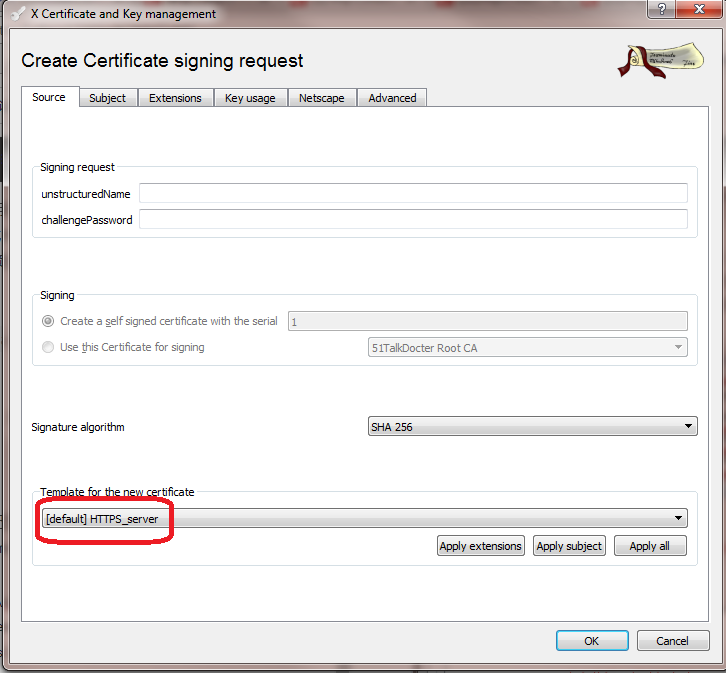 X Certificate and Key management
?
X
Create Certificate signing request
Source Subject Extensions Key usage Netscape Advanced
Signing request
unstructuredName
challengePassword
Signing
Create a self signed certificate with the serial 1
Use this Certificate for signing 51TalkDocter Root CA
Signature algorithm SHA 256
Template for the new certificate
[default] HTTPS_server
Apply extensions Apply subject Apply all
OK Cancel